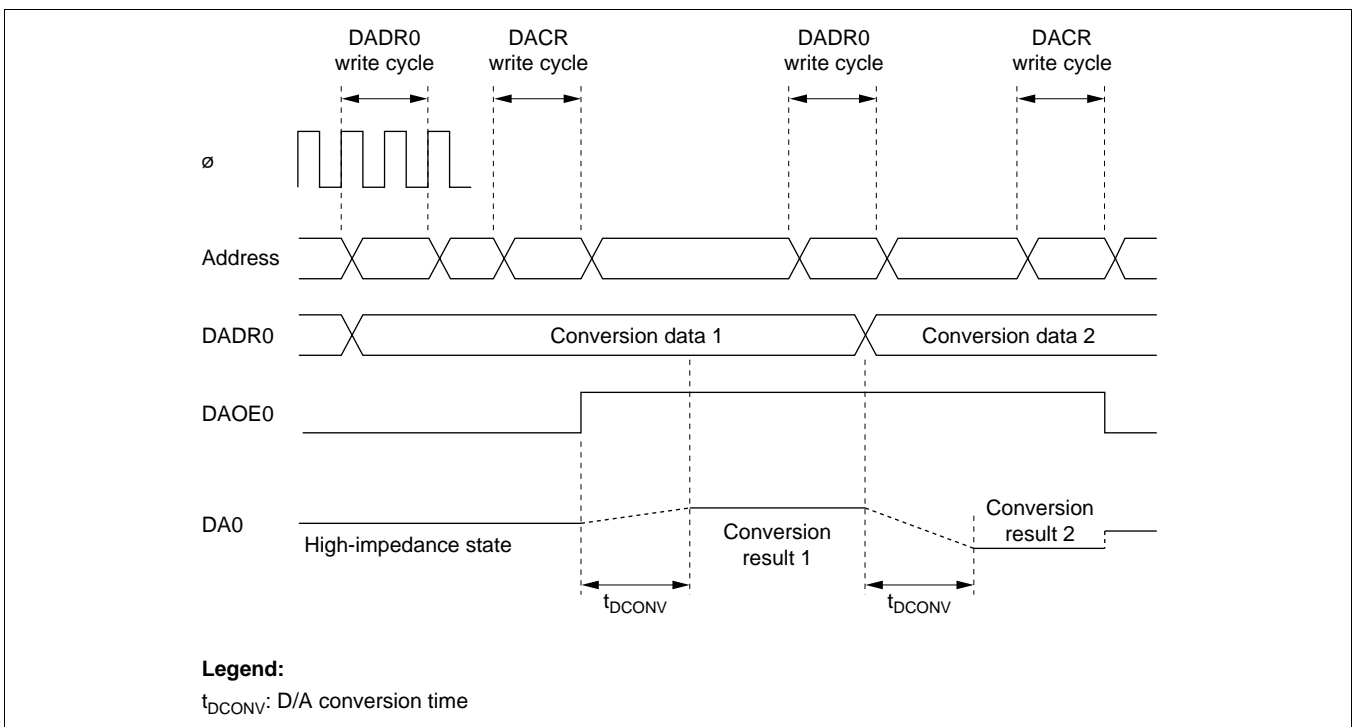 DADR0
write cycle
DACR
write cycle
DADR0
write cycle
DACR
write cycle
ø
Address
DADR0
Conversion data 1
Conversion data 2
DAOE0
DA0
High-impedance state
Conversion
result 1
Conversion
result 2
tDCONV
tDCONV
Legend:
tDCONV: D/A conversion time